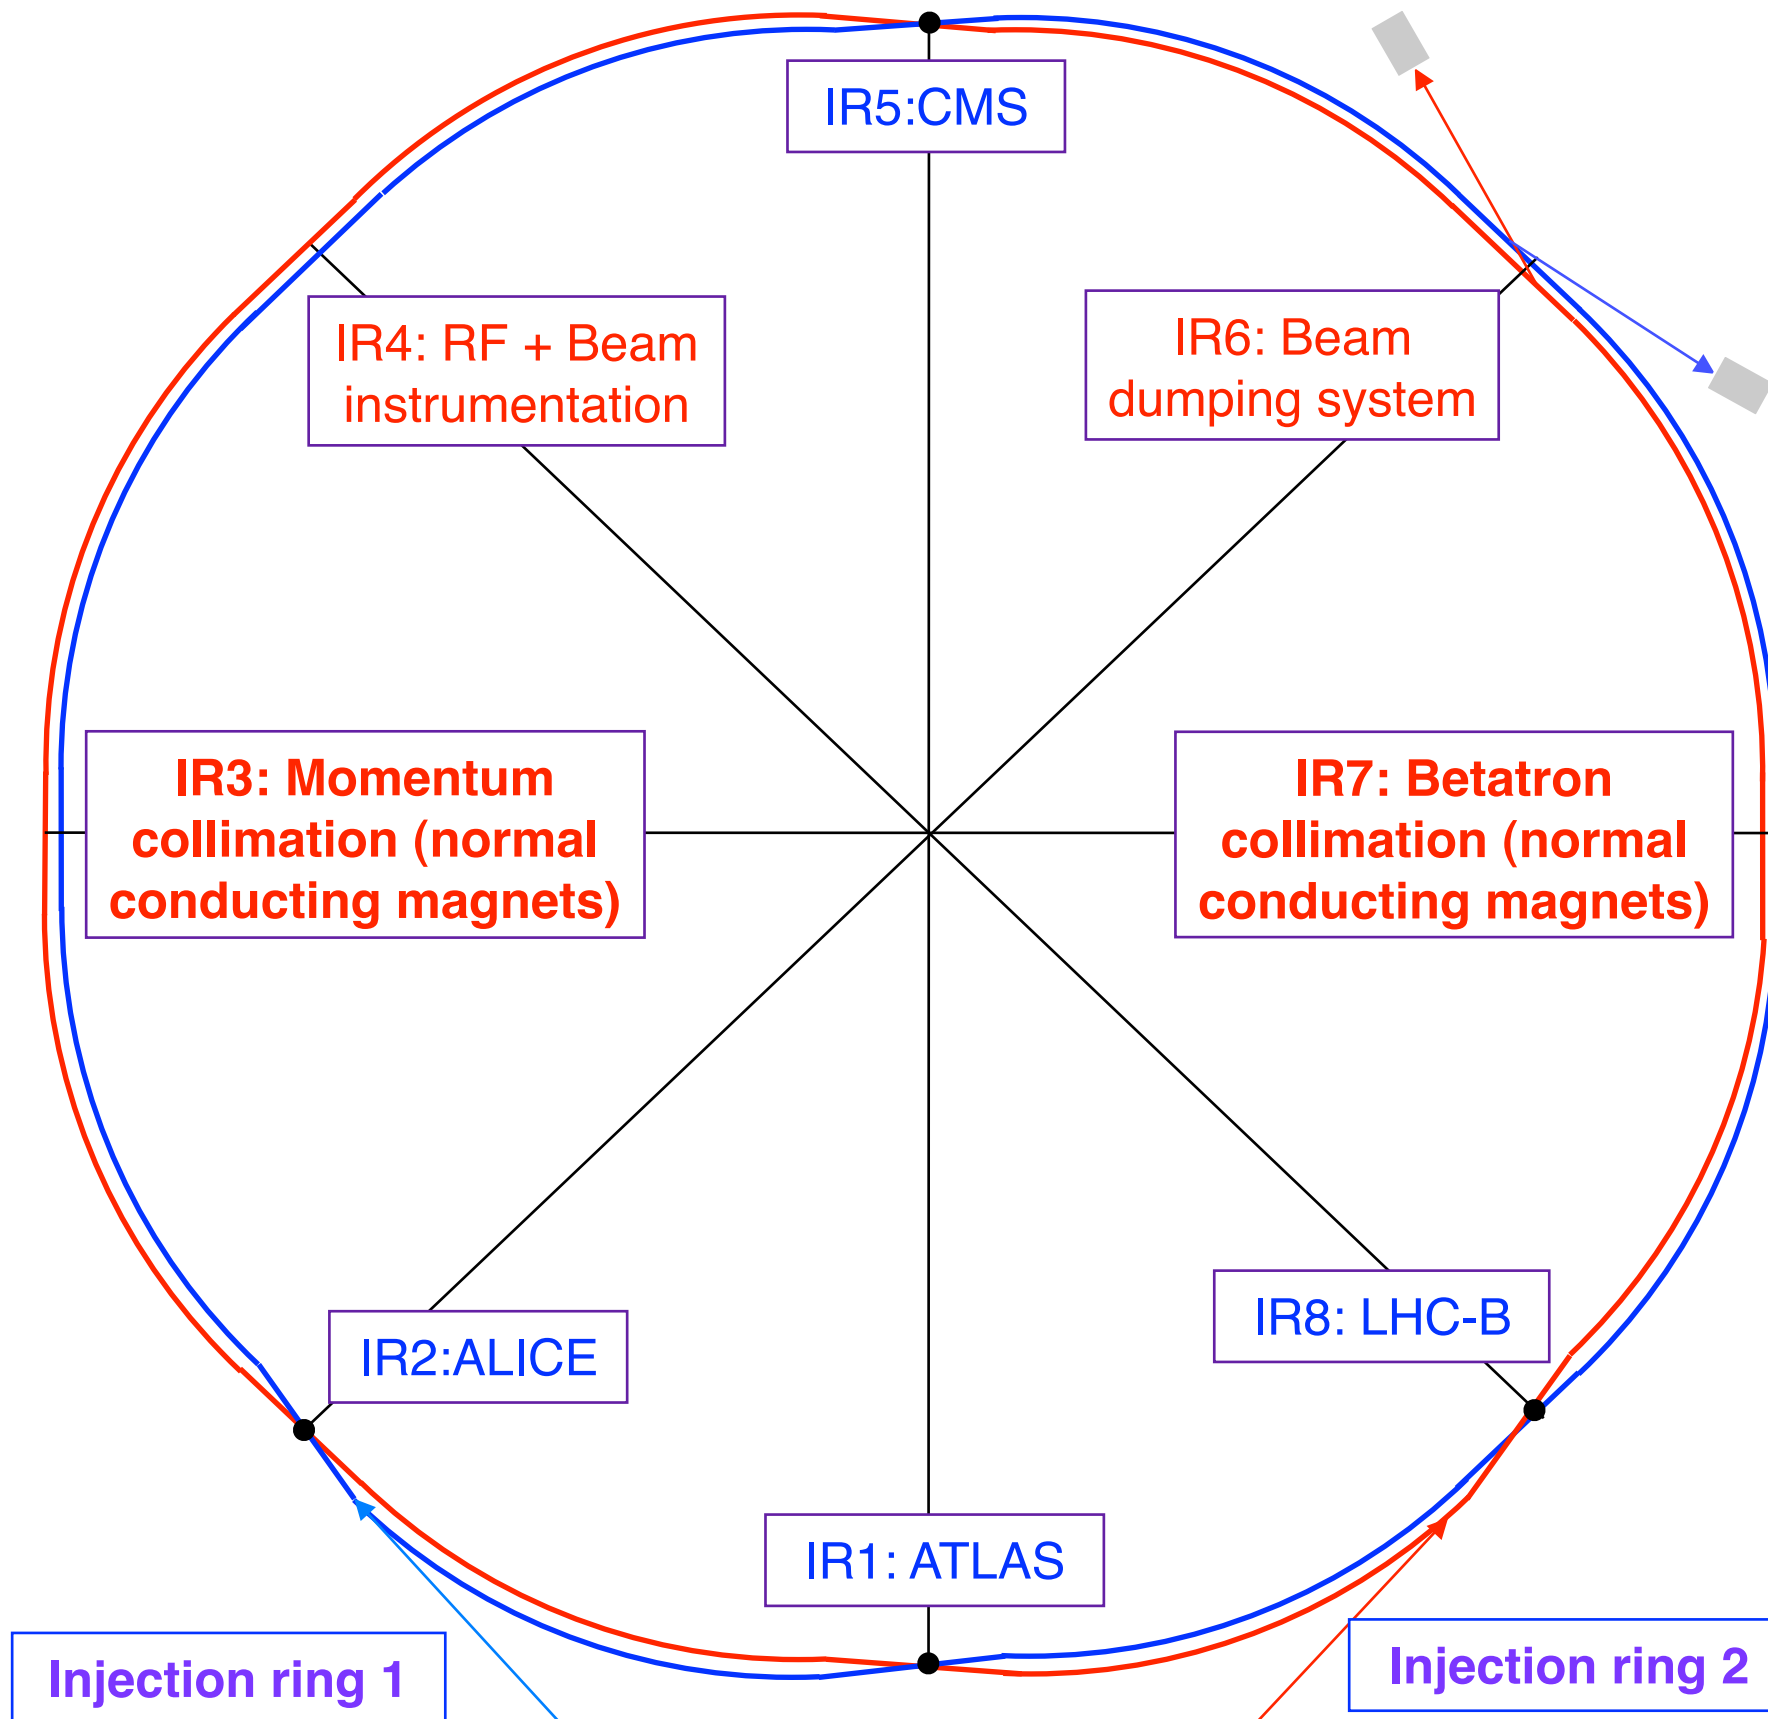 IR5:CMS
IR4: RF + Beam
instrumentation
IR6: Beam
dumping system
IR3: Momentum
collimation (normal
conducting magnets)
IR7: Betatron
collimation (normal
conducting magnets)
IR2:ALICE
IR8: LHC-B
IR1: ATLAS
Injection ring 1
Injection ring 2